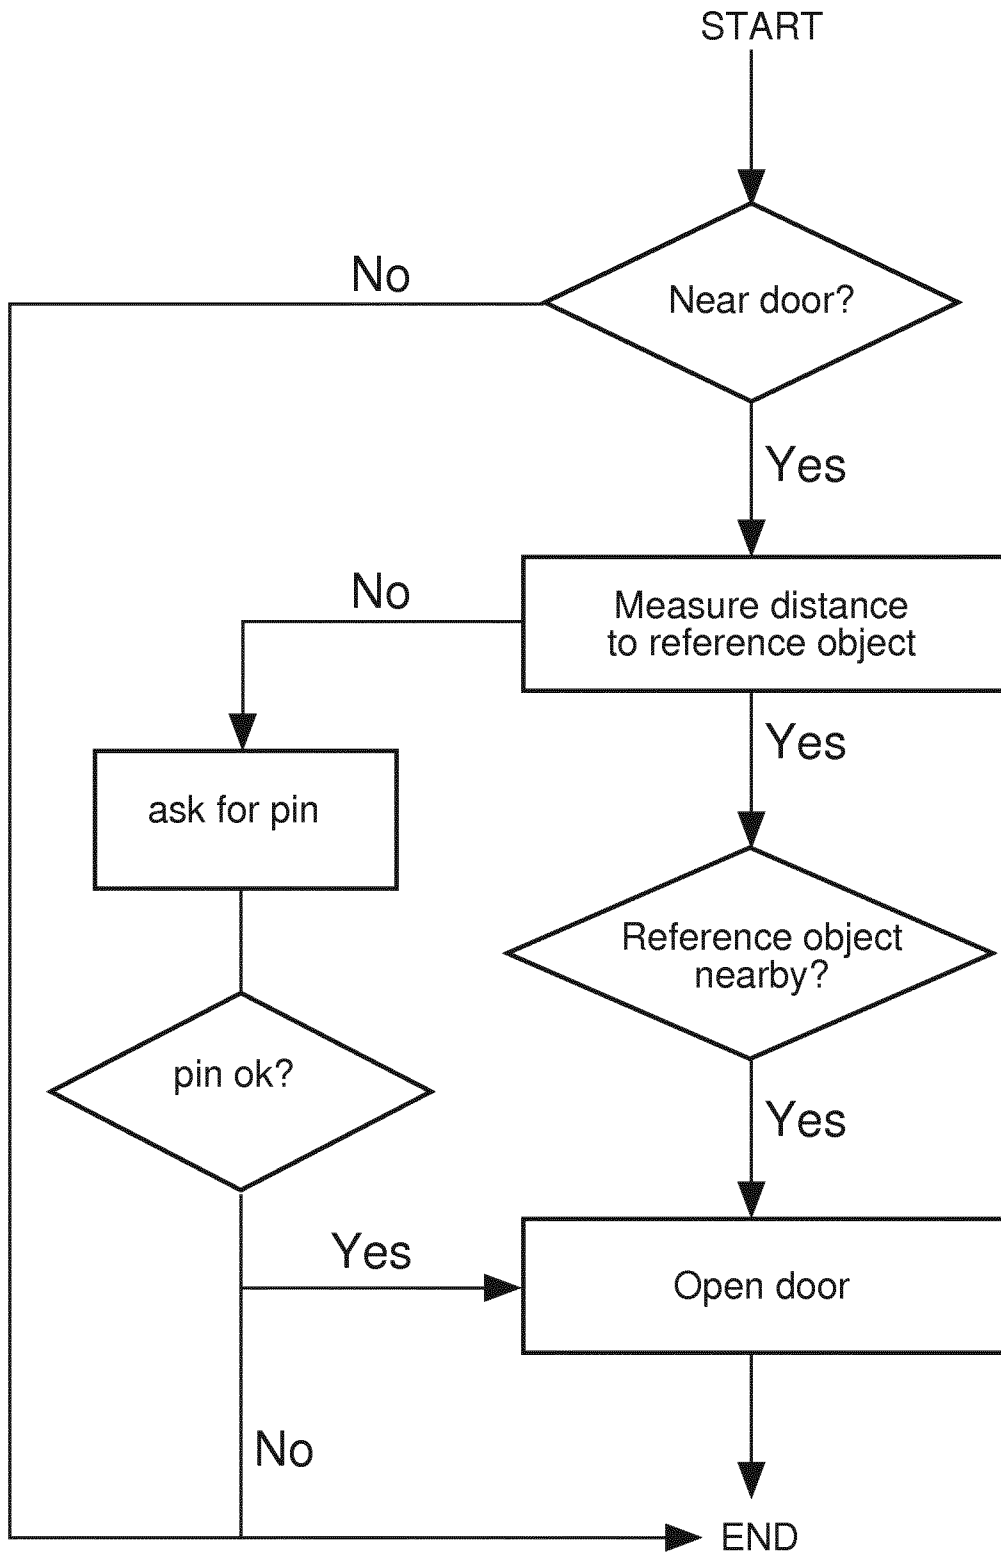 START
No
Near door?
Yes
No
Measure distance
to reference object
Yes
ask for pin
Reference object
nearby?
pin ok?
Yes
Yes
Open door
No
END